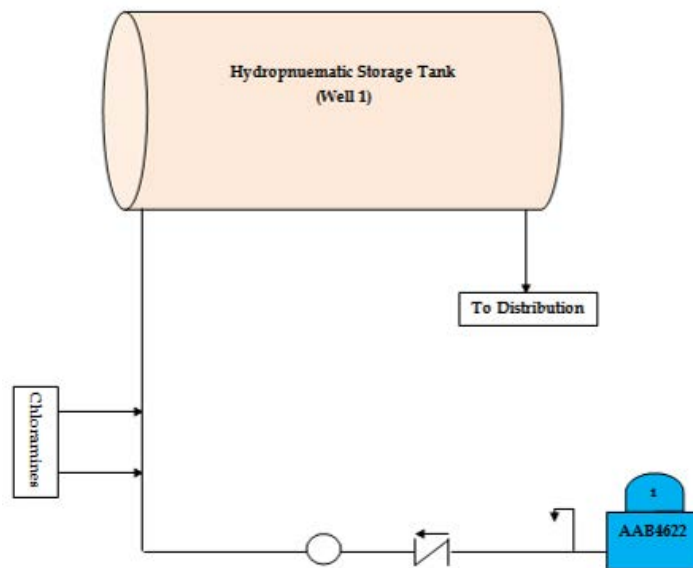 Hydropnuematic Storage Tank
(Well 1)
To Distribution
Chloramines
1
AAB4622